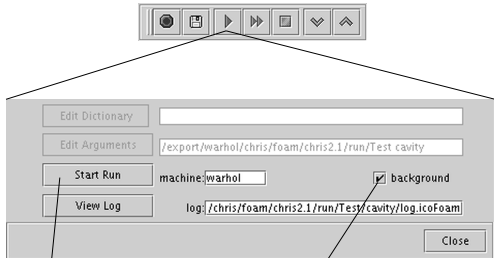 Edit Dictionary
Edit Arguments /export/warhol/chris/foam/chris2.1/run/Test cavity
Start Run machine: warhol background
View Log log: /chris/foam/chris2.1/run/Test/cavity/log.icoFoam
Close